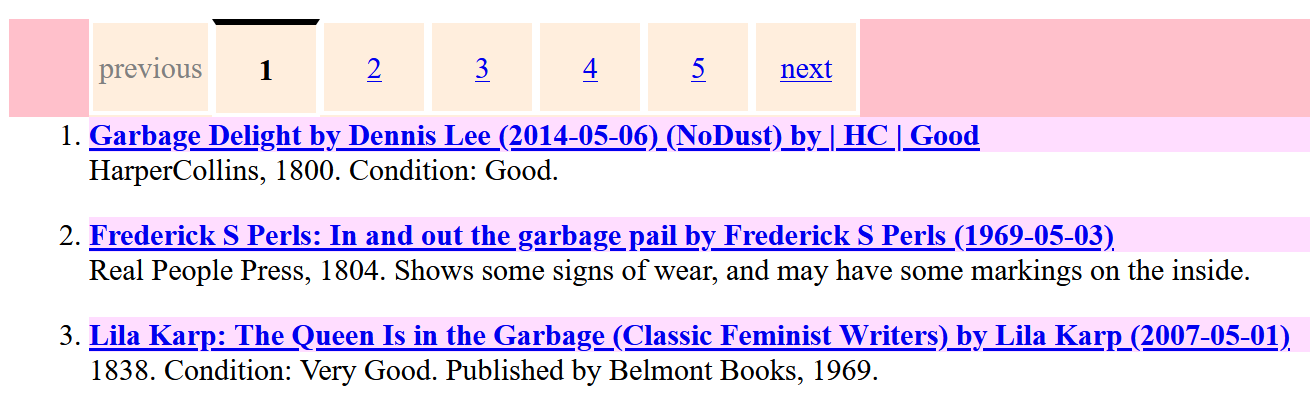 previous 1 2 3 4 5 next
1. Garbage Delight by Dennis Lee (2014-05-06) (NoDust) by | HC | Good
HarperCollins, 1800. Condition: Good.
2. Frederick S Perls: In and out the garbage pail by Frederick S Perls (1969-05-03)
Real People Press, 1804. Shows some signs of wear, and may have some markings on the inside.
3. Lila Karp: The Queen Is in the Garbage (Classic Feminist Writers) by Lila Karp (2007-05-01)
1838. Condition: Very Good. Published by Belmont Books, 1969.